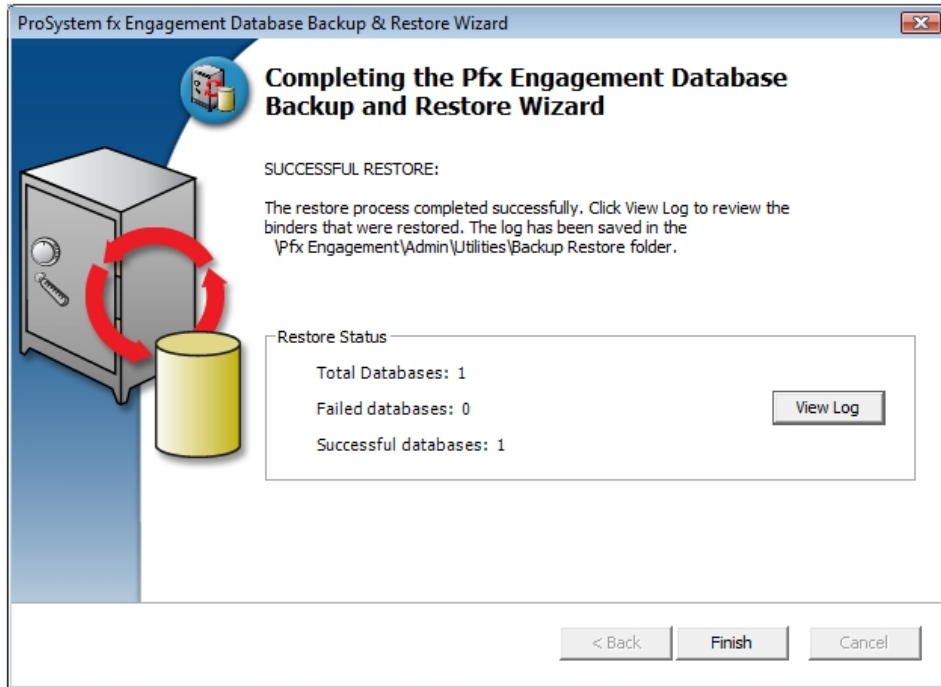 ProSystem fx Engagement Database Backup & Restore Wizard
Completing the Pfx Engagement Database
Backup and Restore Wizard
SUCCESSFUL RESTORE:
The restore process completed successfully. Click View Log to review the
binders that were restored. The log has been saved in the
\Pfx Engagement\Admin\Utilities\Backup Restore folder.
Restore Status
Total Databases: 1
Failed databases: 0
View Log
Successful databases: 1
< Back
Finish
Cancel